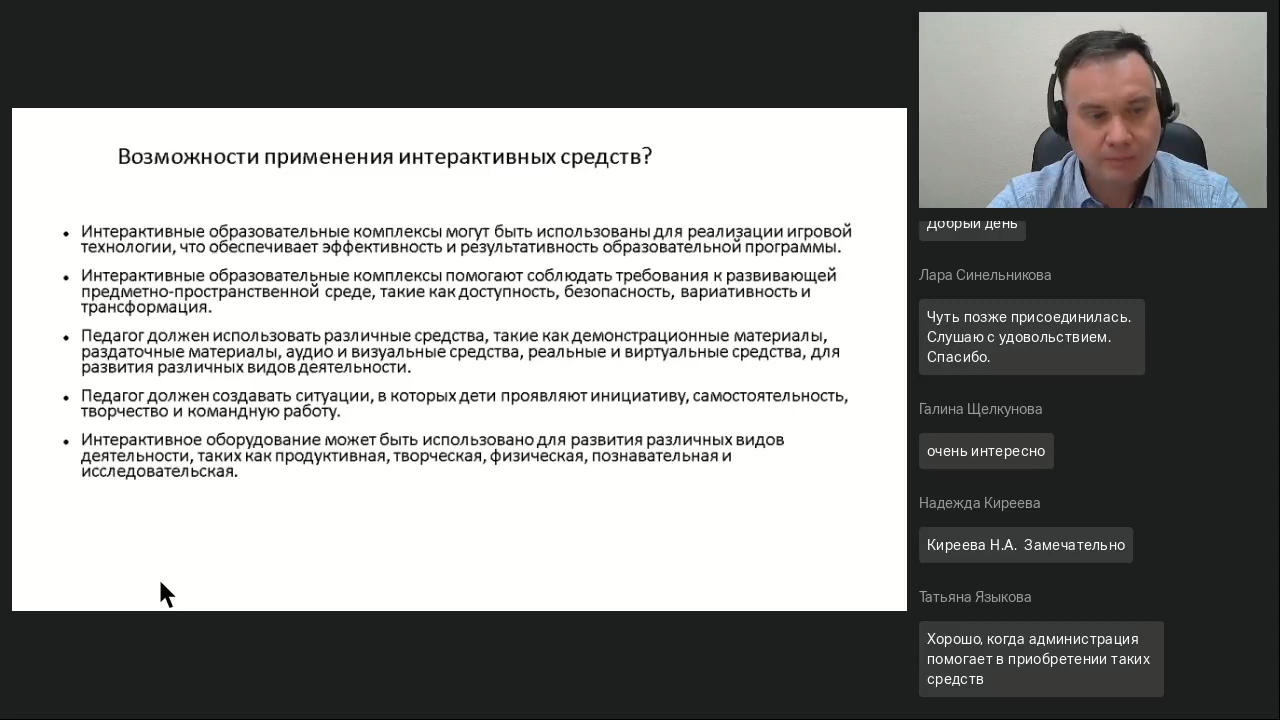 Возможности применения интерактивных средств?
• Интерактивные образовательные комплексы могут быть использованы для реализации игровой
технологии, что обеспечивает эффективность и результативность образовательной программы.
• Интерактивные образовательные комплексы помогают соблюдать требования к развивающей
предметно-пространственной среде, такие как доступность, безопасность, вариативность и
трансформация.
• Педагог должен использовать различные средства, такие как демонстрационные материалы,
раздаточные материалы, аудио и визуальные средства, реальные и виртуальные средства, для
развития различных видов деятельности.
• Педагог должен создавать ситуации, в которых дети проявляют инициативу, самостоятельность,
творчество и командную работу.
• Интерактивное оборудование может быть использовано для развития различных видов
деятельности, таких как продуктивная, творческая, физическая, познавательная и
исследовательская.
Добрый день
Лара Синельникова
Чуть позже присоединилась.
Слушаю с удовольствием.
Спасибо.
Галина Щелкунова
очень интересно
Надежда Киреева
Киреева Н.А. Замечательно
Татьяна Языкова
Хорошо, когда администрация
помогает в приобретении таких
средств